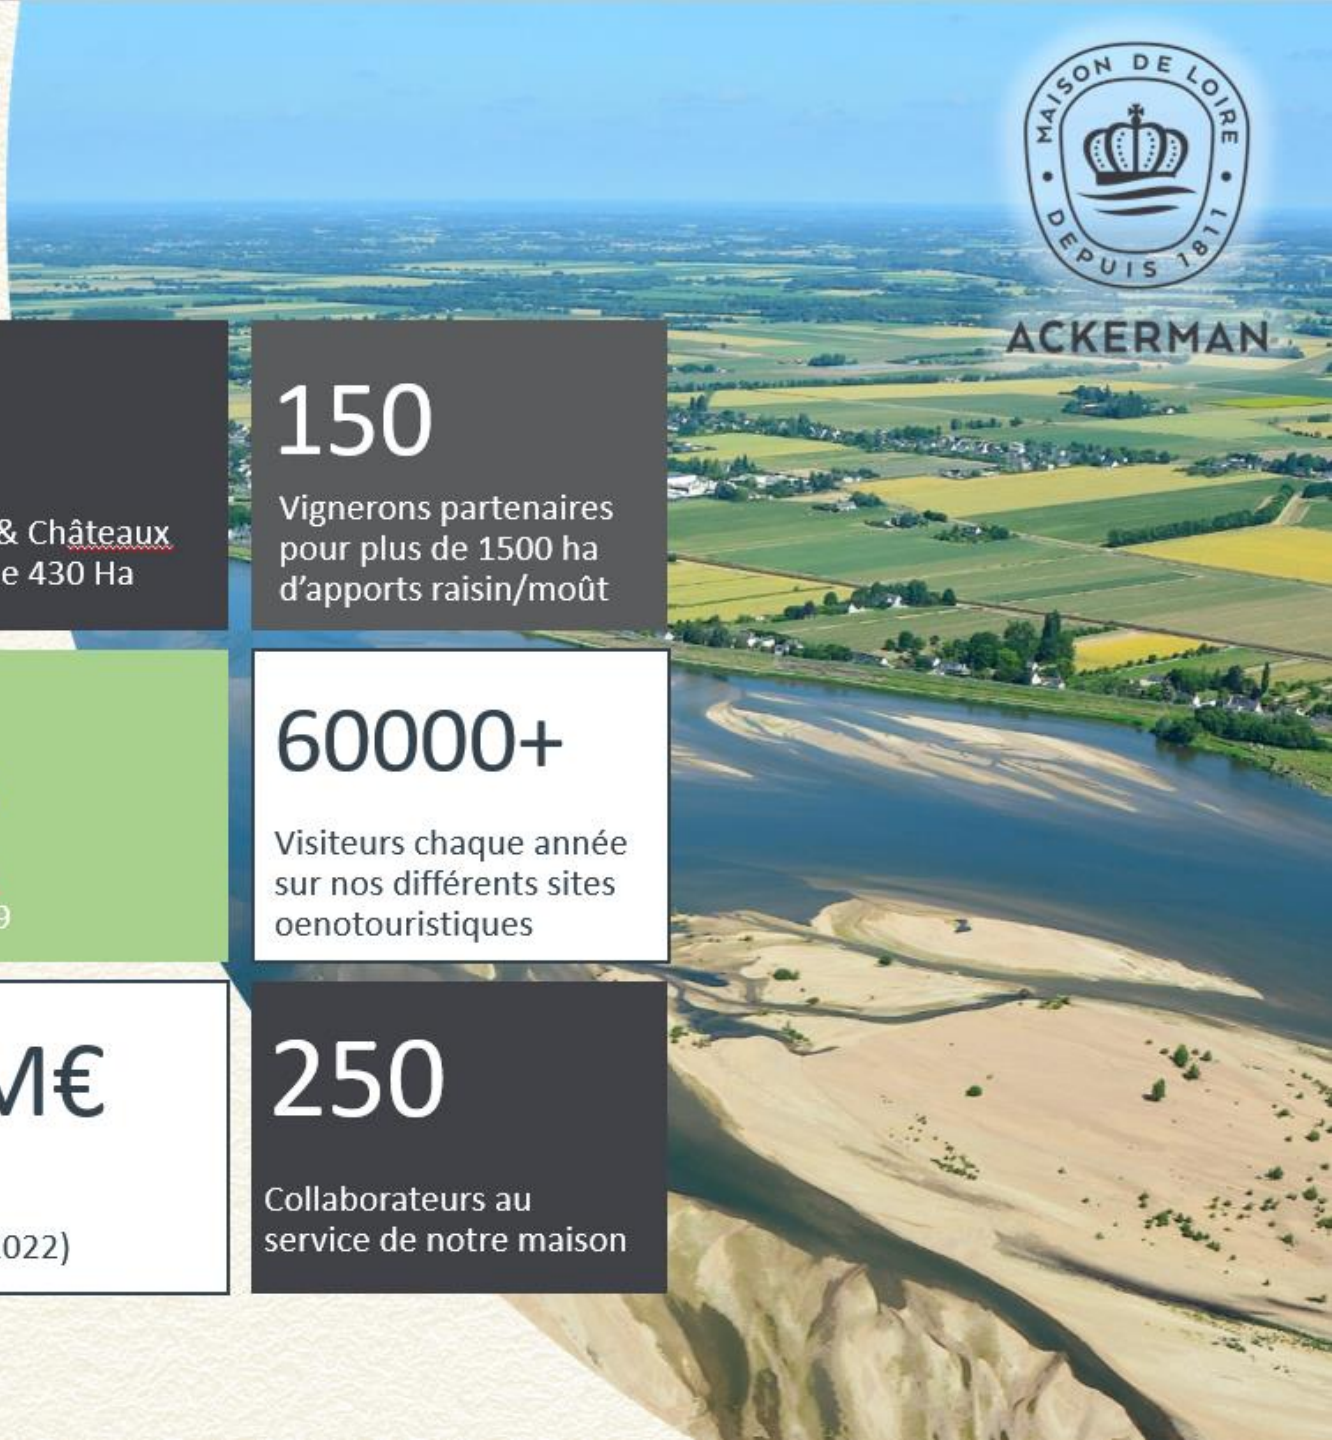 MAISON DE LOIRE
DEPUIS 1811
ACKERMAN
& Châteaux
e 430 Ha
150
Vignerons partenaires
pour plus de 1500 ha
d’apports raisin/moût
9
60000+
Visiteurs chaque année
sur nos différents sites
oenotouristiques
M€
022)
250
Collaborateurs au
service de notre maison